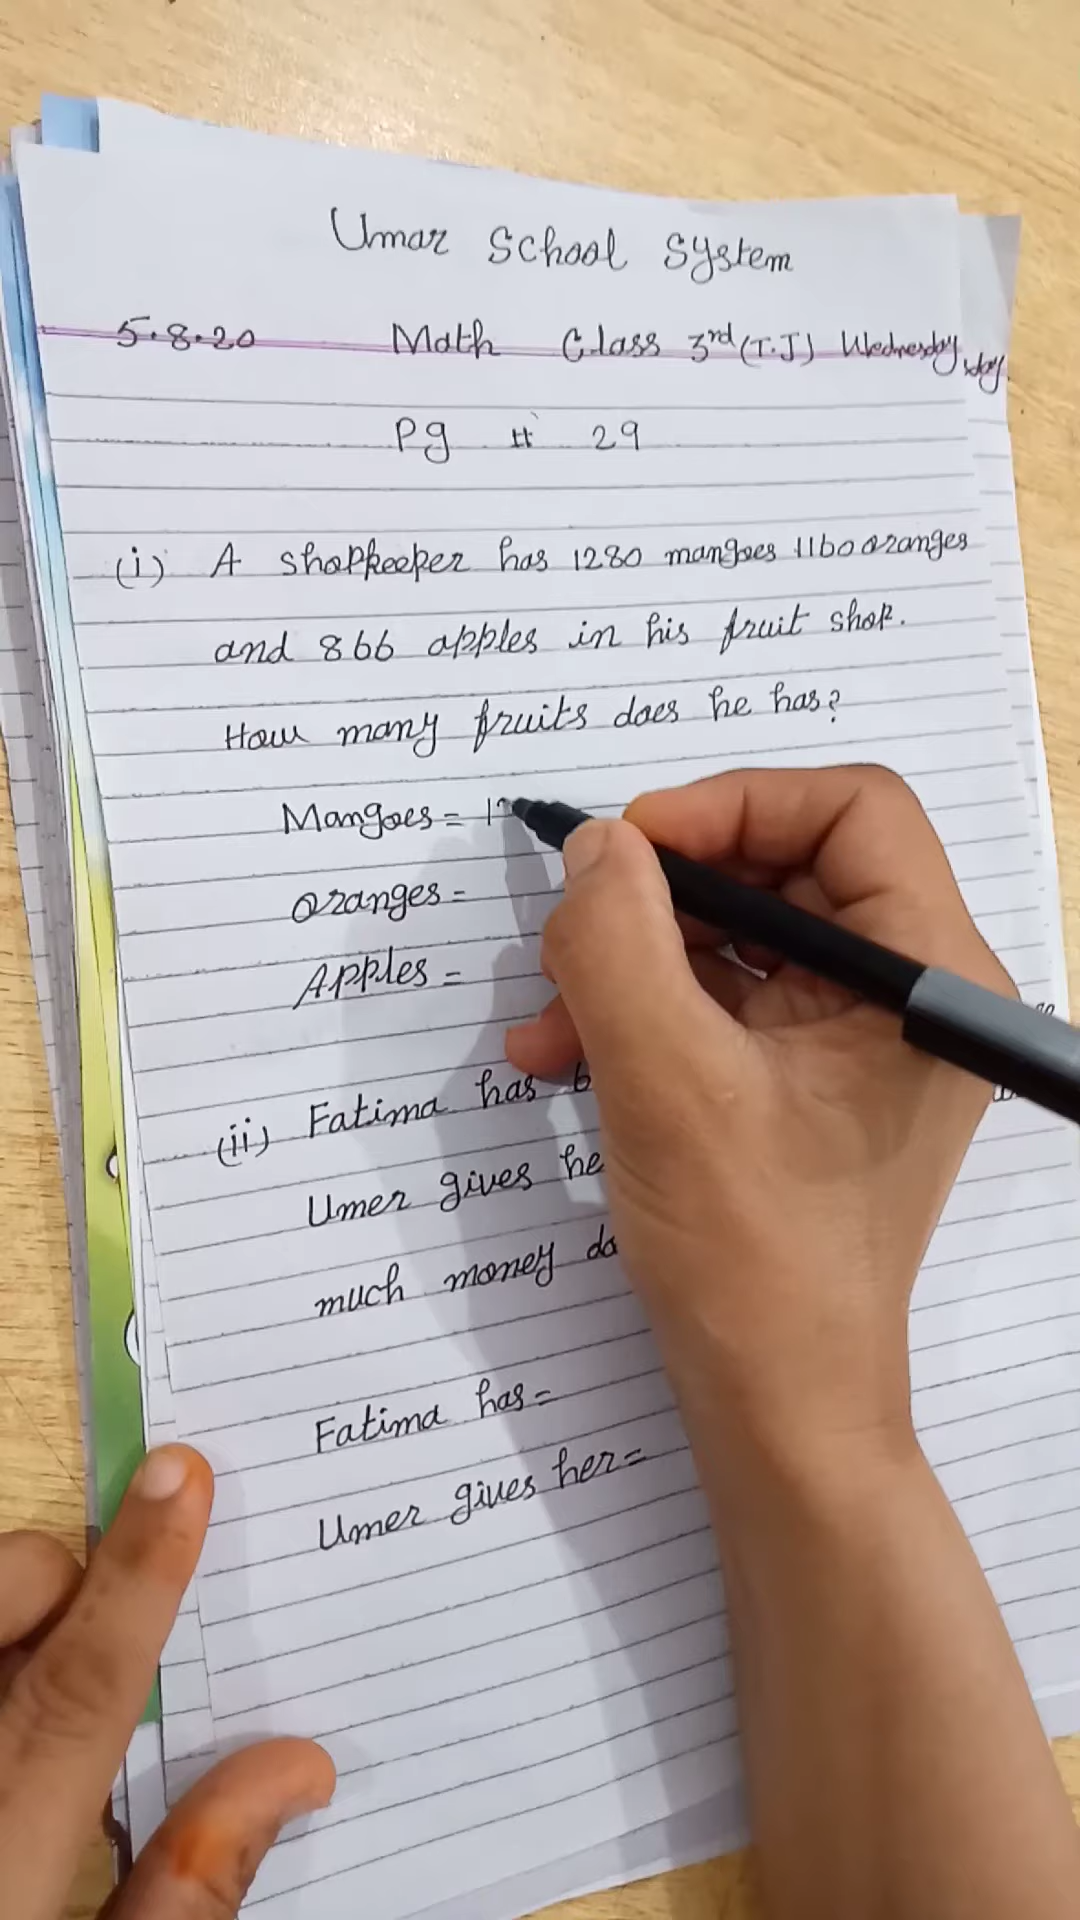 Umar School System
5.8.20 Math Class 3rd (T.J) Wednesday
Pg # 29
(i) A shopkeeper has 1280 mangoes 1160 oranges
and 866 apples in his fruit shop.
How many fruits does he has?
Mangoes = 12
Oranges =
Apples =
(ii) Fatima has 6
Umer gives he
much money do
Fatima has =
Umer gives her =